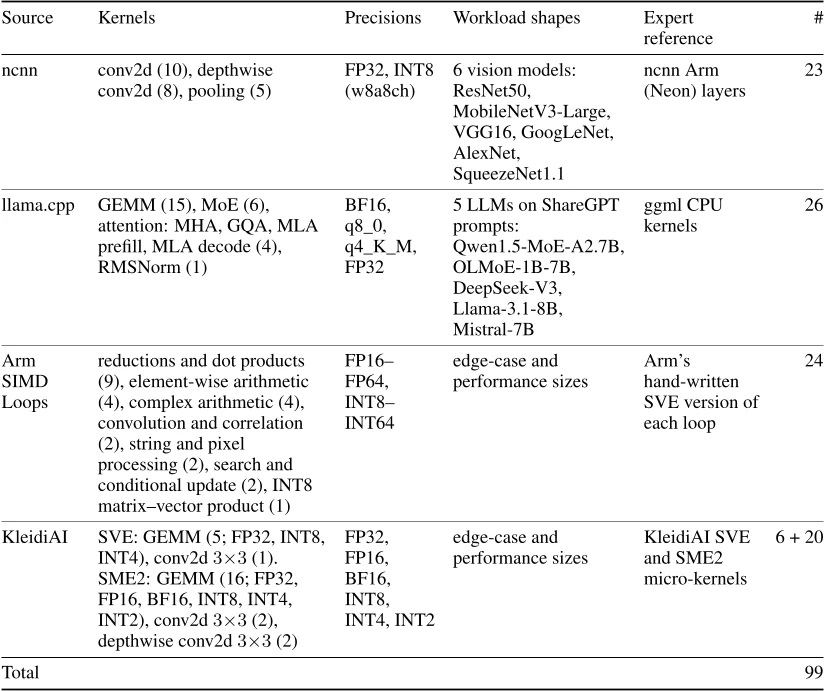 Source Kernels Precisions Workload shapes Expert reference #
ncnn conv2d (10), depthwise conv2d (8), pooling (5) FP32, INT8 (w8a8ch) 6 vision models: ResNet50, MobileNetV3-Large, VGG16, GoogLeNet, AlexNet, SqueezeNet1.1 ncnn Arm (Neon) layers 23
llama.cpp GEMM (15), MoE (6), attention: MHA, GQA, MLA prefill, MLA decode (4), RMSNorm (1) BF16, q8_0, q4_K_M, FP32 5 LLMs on ShareGPT prompts: Qwen1.5-MoE-A2.7B, OLMoE-1B-7B, DeepSeek-V3, Llama-3.1-8B, Mistral-7B ggml CPU kernels 26
Arm SIMD Loops reductions and dot products (9), element-wise arithmetic (4), complex arithmetic (4), convolution and correlation (2), string and pixel processing (2), search and conditional update (2), INT8 matrix–vector product (1) FP16–FP64, INT8–INT64 edge-case and performance sizes Arm's hand-written SVE version of each loop 24
KleidiAI SVE: GEMM (5; FP32, INT8, INT4), conv2d 3×3 (1). SME2: GEMM (16; FP32, FP16, BF16, INT8, INT4, INT2), conv2d 3×3 (2), depthwise conv2d 3×3 (2) FP32, FP16, BF16, INT8, INT4, INT2 edge-case and performance sizes KleidiAI SVE and SME2 micro-kernels 6 + 20
Total 99